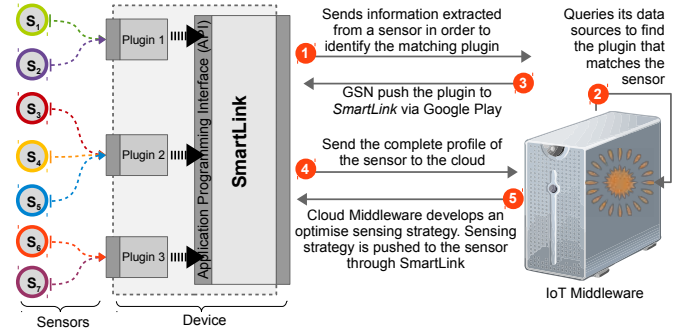 S1
S2
S3
S4
S5
S6
S7
Sensors
Plugin 1
Plugin 2
Plugin 3
Application Programming Interface (API)
SmartLink
Device
Sends information extracted
from a sensor in order to
identify the matching plugin
1
3
GSN push the plugin to
SmartLink via Google Play
Send the complete profile of
the sensor to the cloud
4
5
Cloud Middleware develops an
optimise sensing strategy. Sensing
strategy is pushed to the sensor
through SmartLink
Queries its data
sources to find
the plugin that
matches the
sensor
2
IoT Middleware